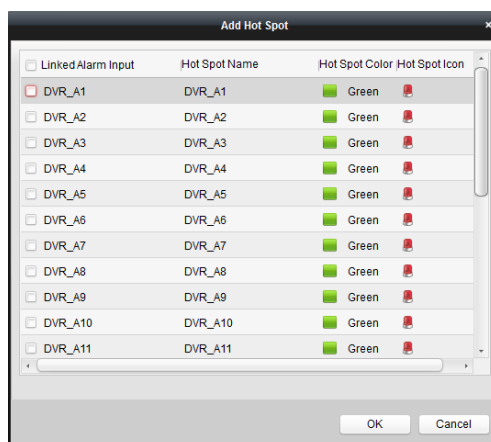 Add Hot Spot
Linked Alarm Input Hot Spot Name Hot Spot Color Hot Spot Icon
DVR_A1 DVR_A1 Green
DVR_A2 DVR_A2 Green
DVR_A3 DVR_A3 Green
DVR_A4 DVR_A4 Green
DVR_A5 DVR_A5 Green
DVR_A6 DVR_A6 Green
DVR_A7 DVR_A7 Green
DVR_A8 DVR_A8 Green
DVR_A9 DVR_A9 Green
DVR_A10 DVR_A10 Green
DVR_A11 DVR_A11 Green
OK Cancel